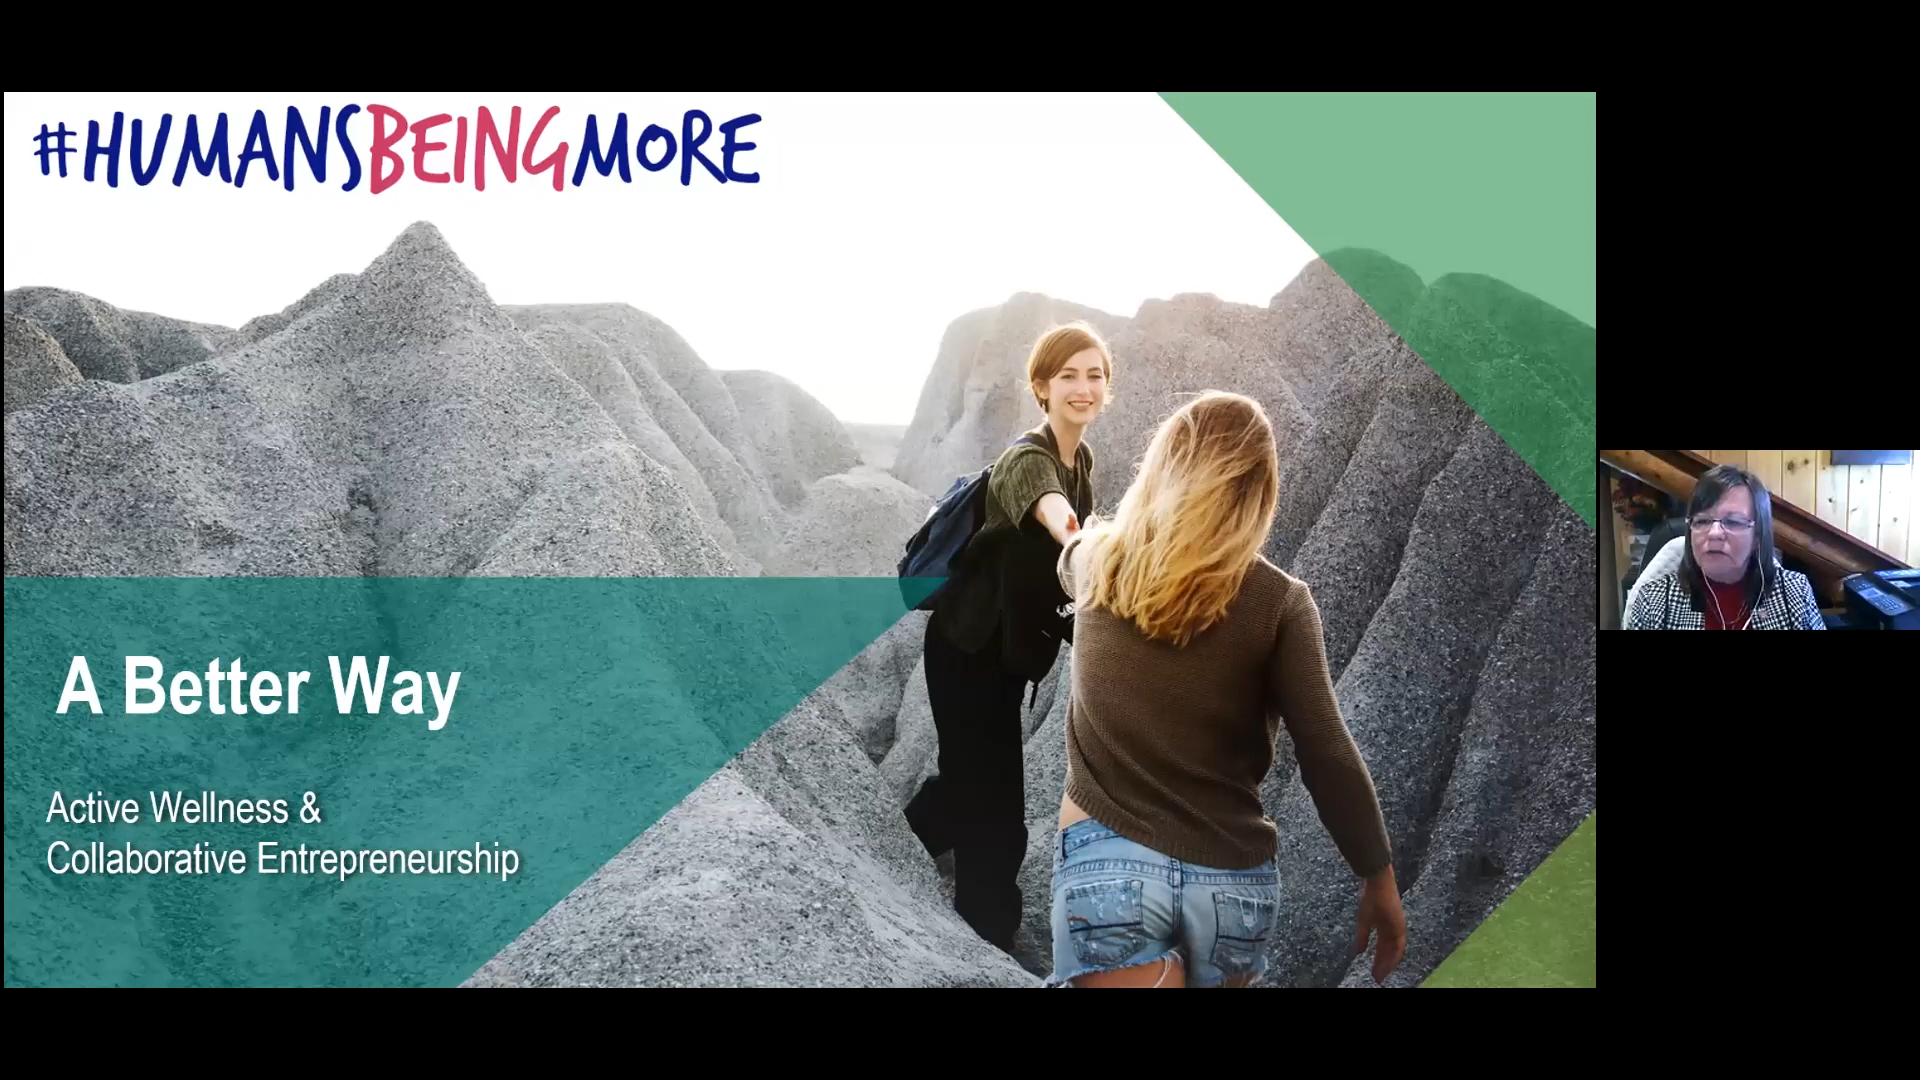 #HUMANSBEINGMORE
A Better Way
Active Wellness &
Collaborative Entrepreneurship